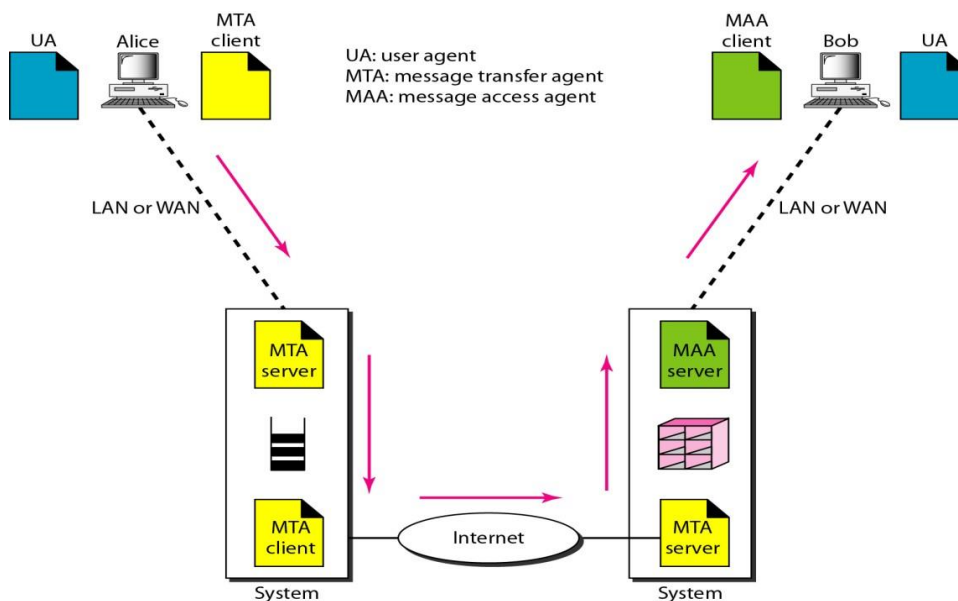 UA
Alice
MTA
client
UA: user agent
MTA: message transfer agent
MAA: message access agent
MAA
client
Bob
UA
LAN or WAN
LAN or WAN
MTA
server
MAA
server
MTA
client
Internet
MTA
server
System
System